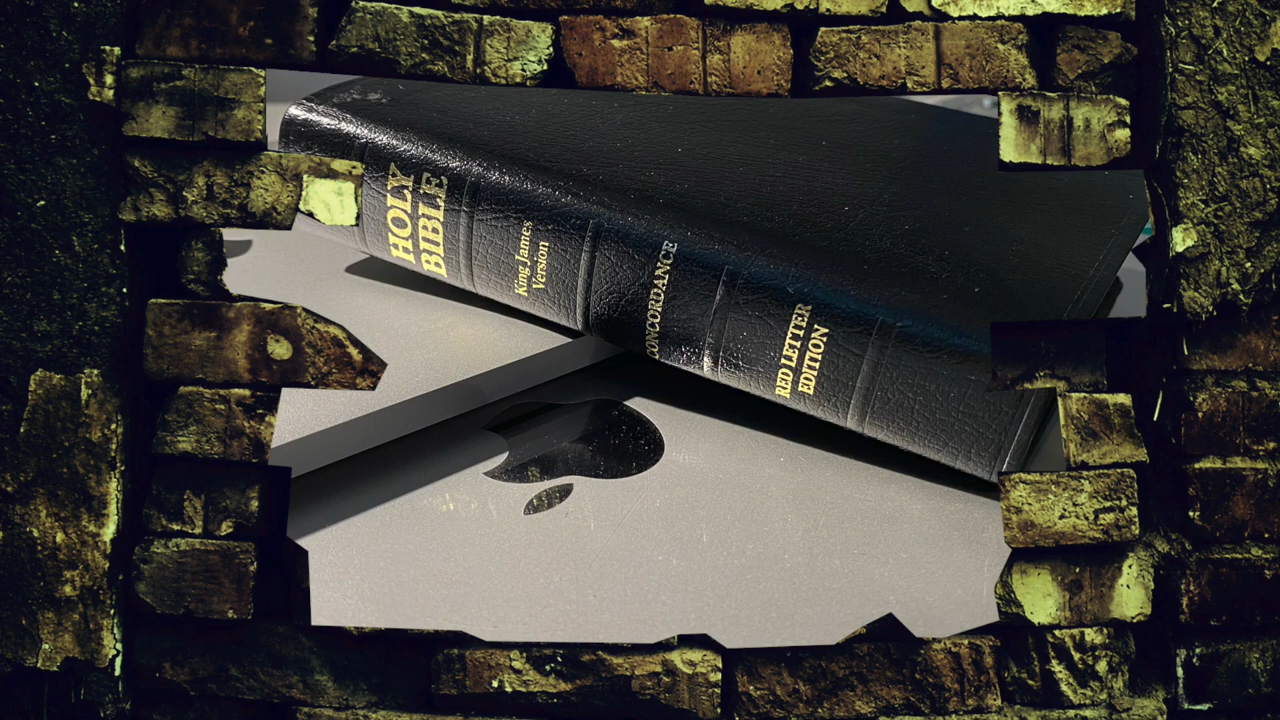 HOLY
BIBLE
King James
Version
CONCORDANCE
RED LETTER
EDITION